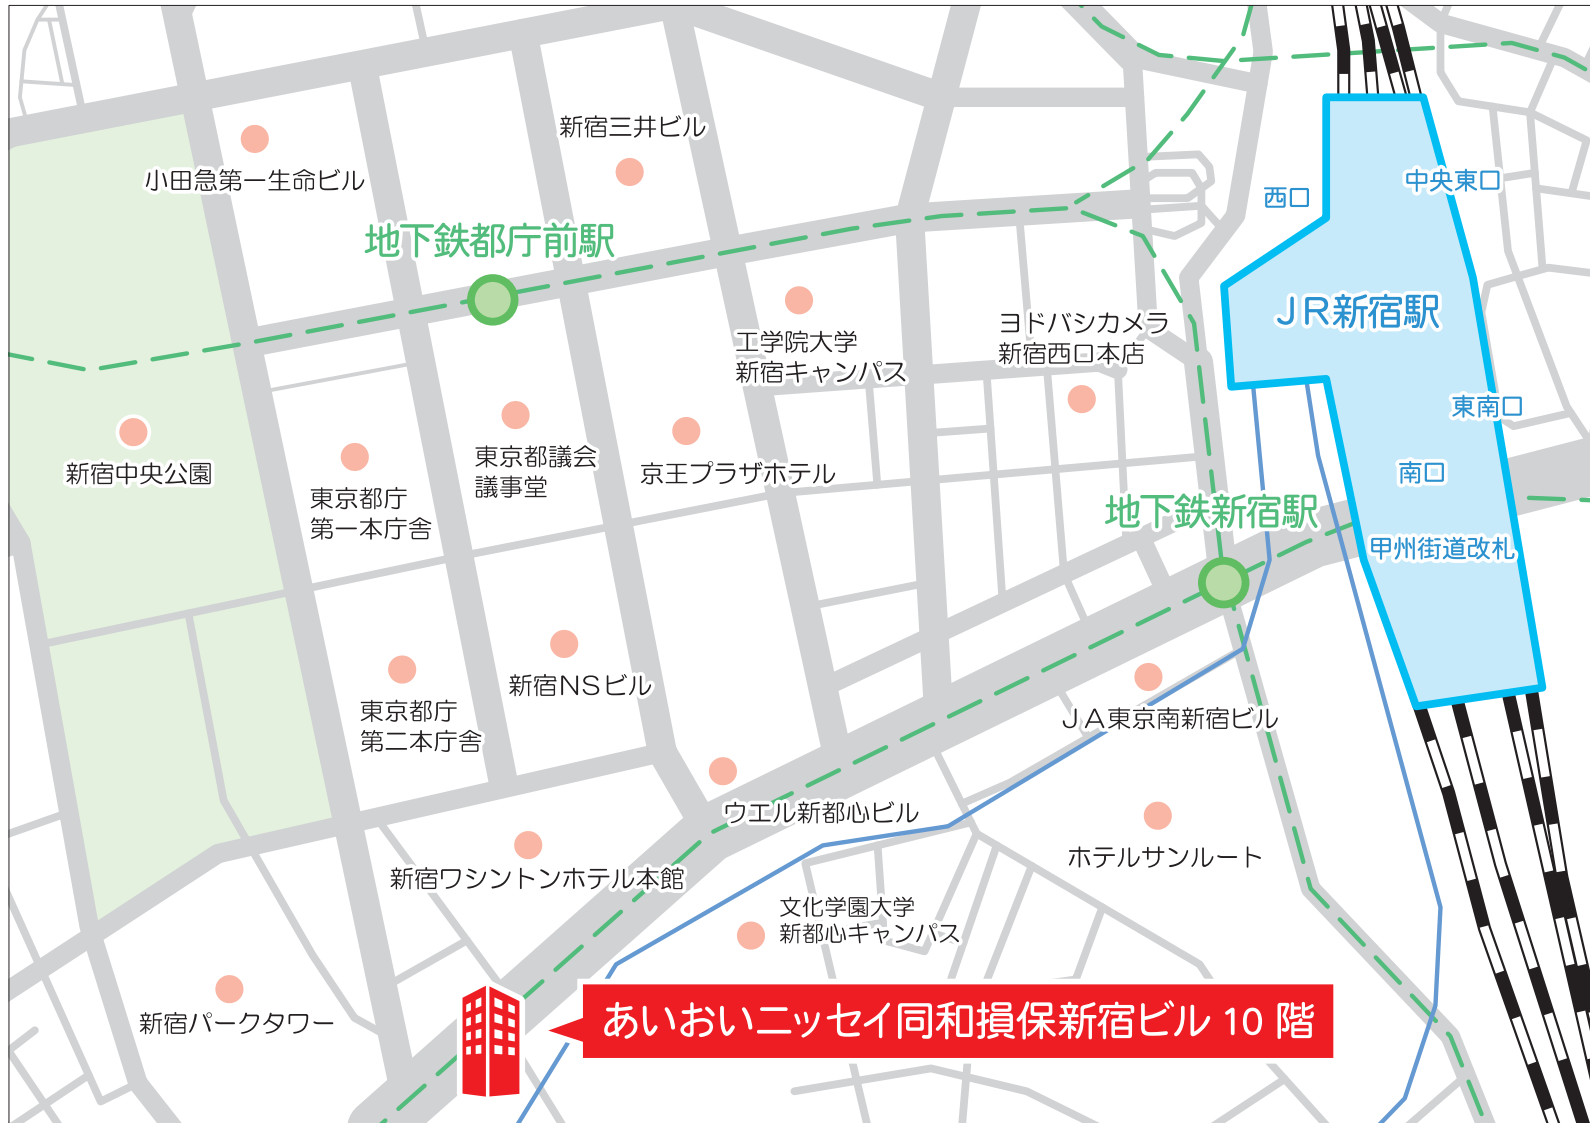 新宿三井ビル
小田急第一生命ビル
中央東口
西口
地下鉄都庁前駅
JR新宿駅
ヨドバシカメラ
新宿西口本店
工学院大学
新宿キャンパス
東南口
新宿中央公園
東京都議会
議事堂
京王プラザホテル
南口
東京都庁
第一本庁舎
地下鉄新宿駅
甲州街道改札
新宿NSビル
東京都庁
第二本庁舎
JA東京南新宿ビル
ウエル新都心ビル
ホテルサンルート
新宿ワシントンホテル本館
文化学園大学
新都心キャンパス
新宿パークタワー
あいおいニッセイ同和損保新宿ビル 10 階